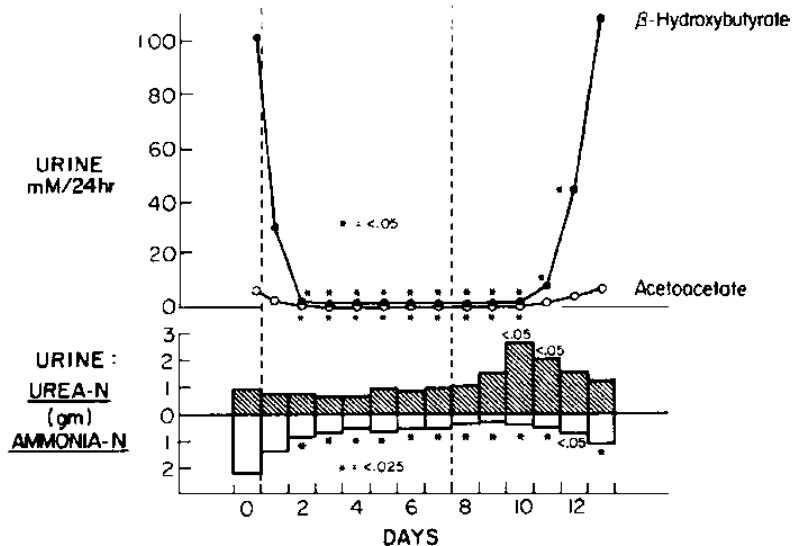 β-Hydroxybutyrate
100
80
60
40
20
0
URINE
mM/24hr
* = <.05
Acetoacetate
3
2
1
0
1
2
URINE :
UREA-N
(gm)
AMMONIA-N
<.05
<.05
<.05
* = <.025
0 2 4 6 8 10 12
DAYS